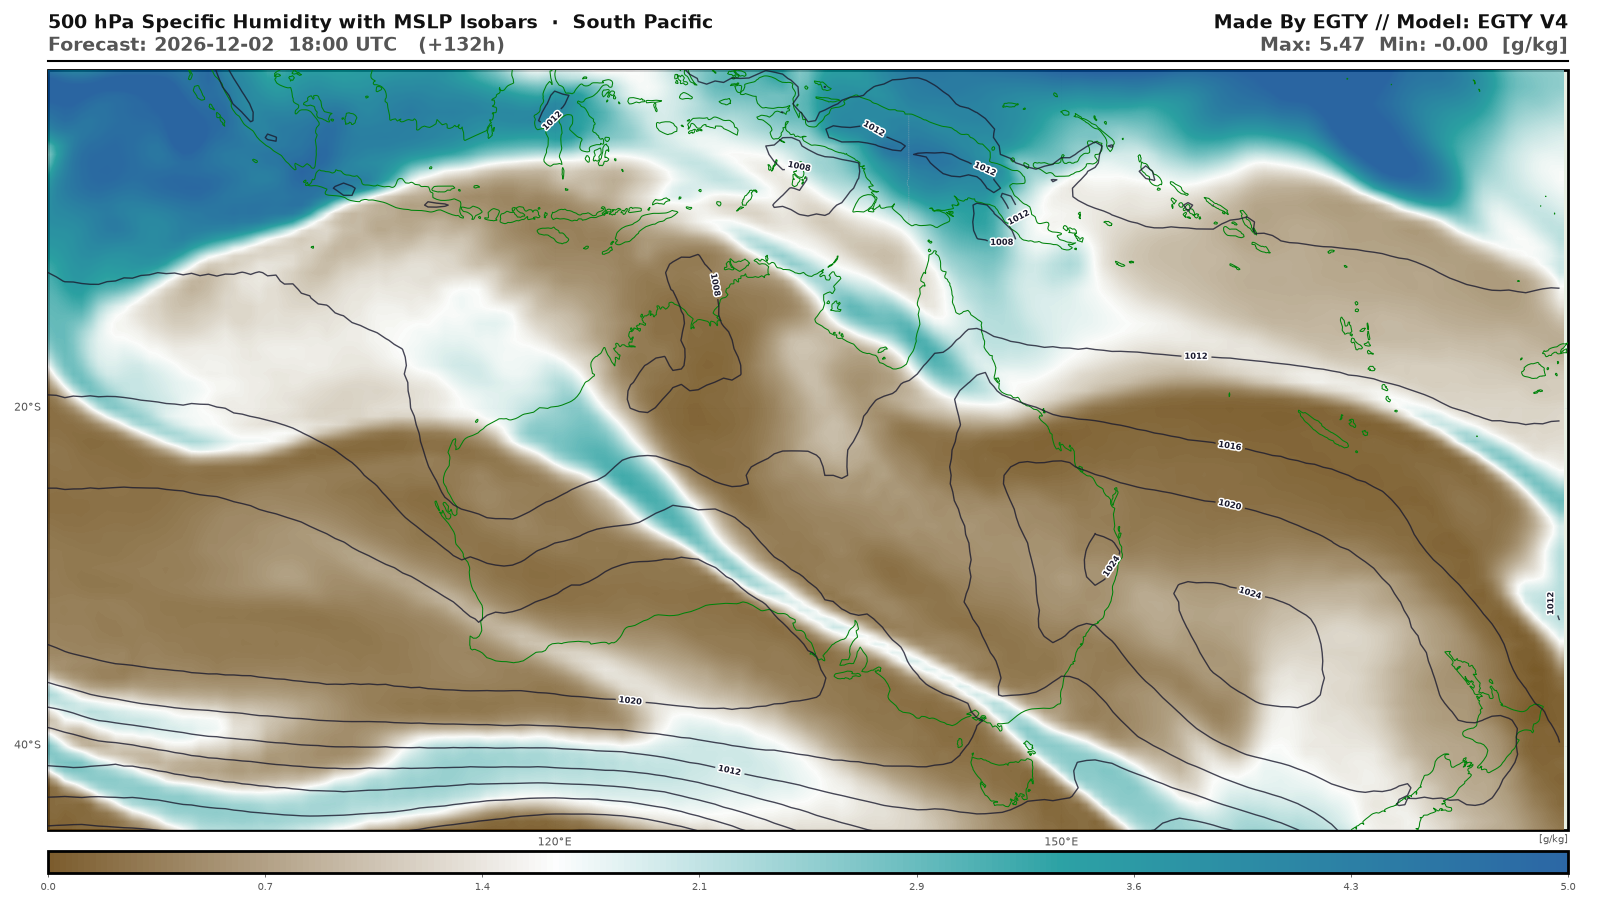 500 hPa Specific Humidity with MSLP Isobars · South Pacific
Made By EGTY // Model: EGTY V4
Forecast: 2026-12-02 18:00 UTC (+132h)
Max: 5.47 Min: -0.00 [g/kg]
1012
1012
1008
1012
1012
1008
1008
1012
20°S
1016
1020
1024
1024
1012
1020
40°S
1012
120°E
150°E
[g/kg]
0.0
0.7
1.4
2.1
2.9
3.6
4.3
5.0